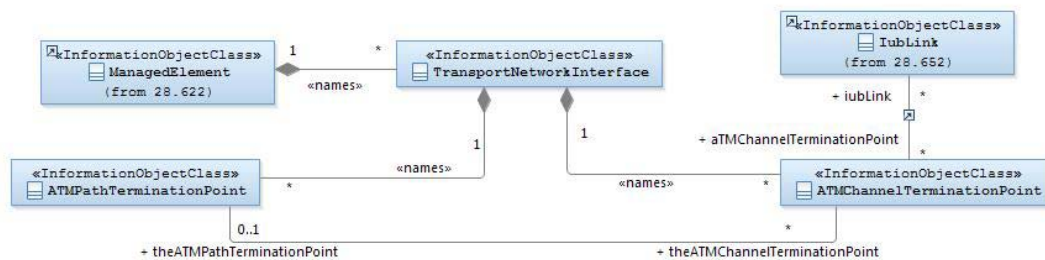 «InformationObjectClass»
ManagedElement
(from 28.622)
1
*
«names»
«InformationObjectClass»
TransportNetworkInterface
«InformationObjectClass»
IubLink
(from 28.652)
+ iubLink
*
+ aTMChannelTerminationPoint
*
1
«names»
*
1
«names»
*
«InformationObjectClass»
ATMPathTerminationPoint
«InformationObjectClass»
ATMChannelTerminationPoint
0..1
+ theATMPathTerminationPoint
*
+ theATMChannelTerminationPoint